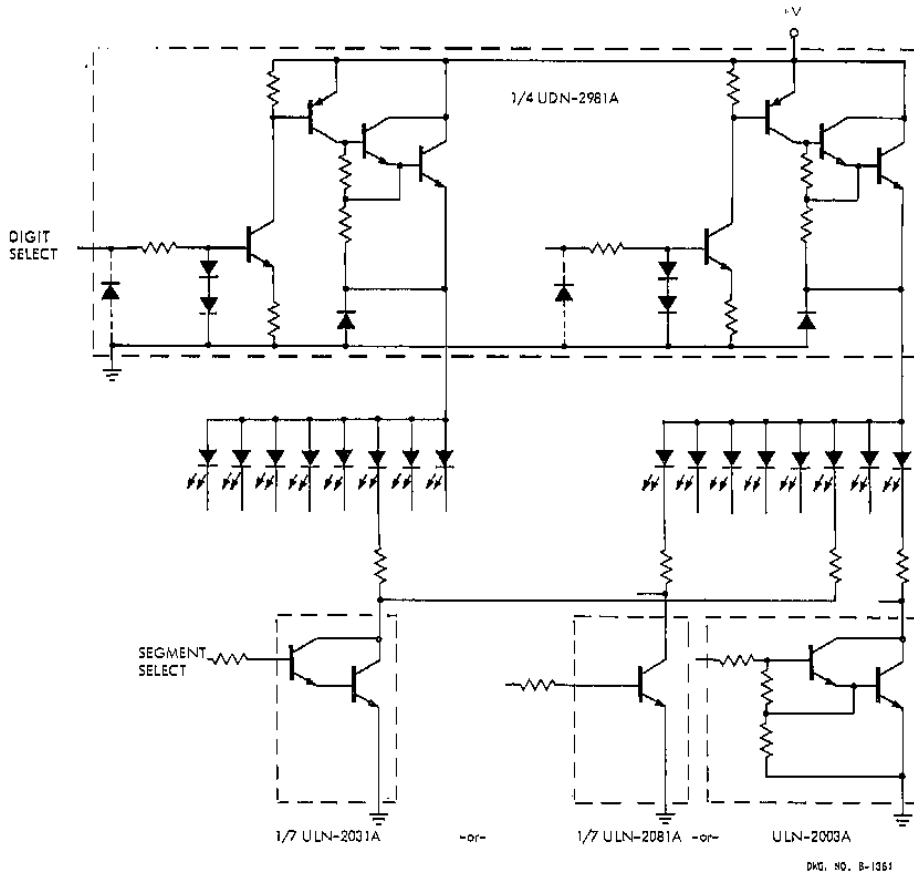 +V
1/4 UDN-2981A
DIGIT
SELECT
SEGMENT
SELECT
1/7 ULN-2031A
-or-
1/7 ULN-2081A
-or-
ULN-2003A
DWG. NO. B-1361